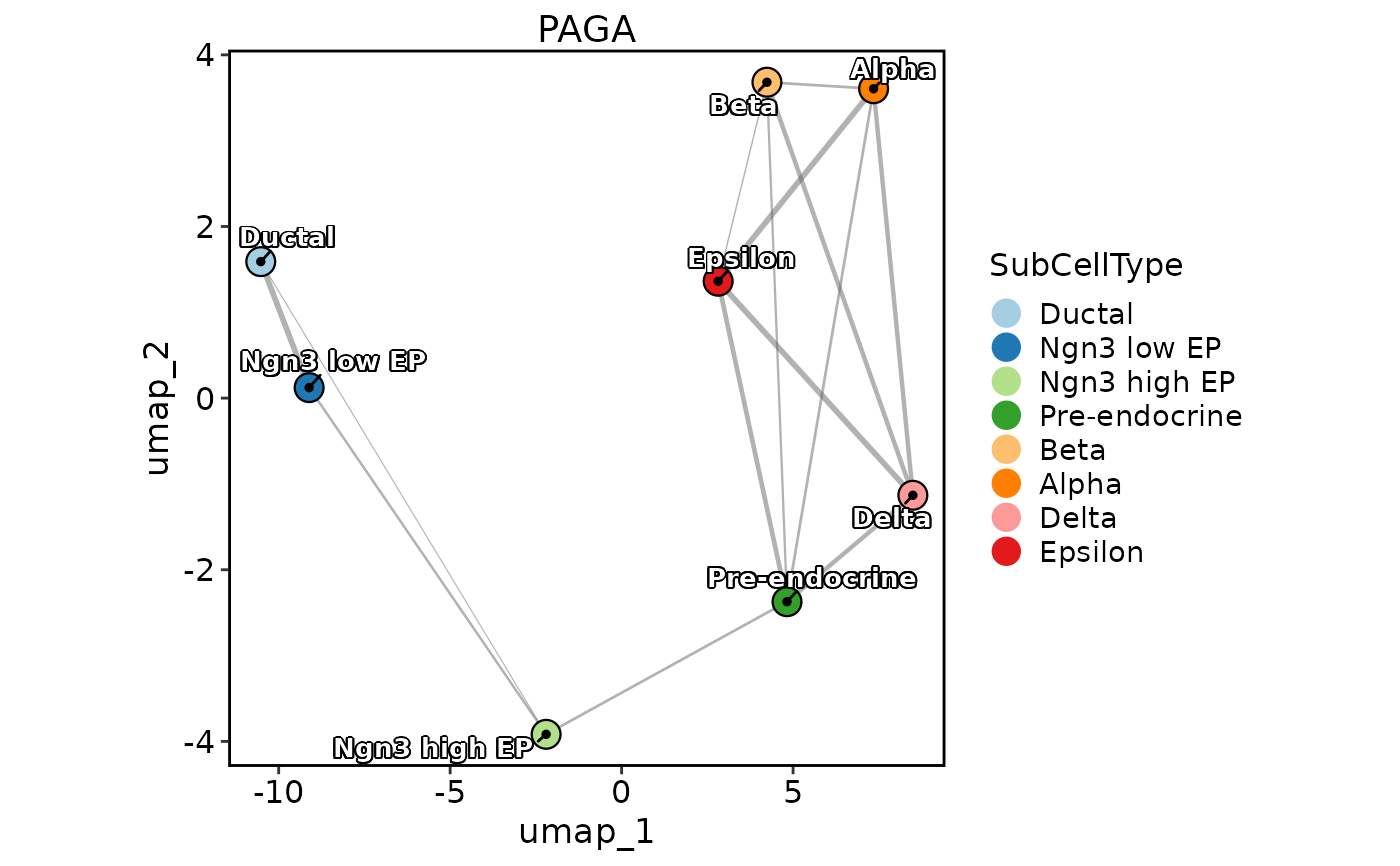 PAGA
4
2
0
-2
-4
umap_2
Alpha
Beta
Ductal
Epsilon
Ngn3 low EP
Delta
Pre-endocrine
Ngn3 high EP
-10
-5
0
5
umap_1
SubCellType
Ductal
Ngn3 low EP
Ngn3 high EP
Pre-endocrine
Beta
Alpha
Delta
Epsilon